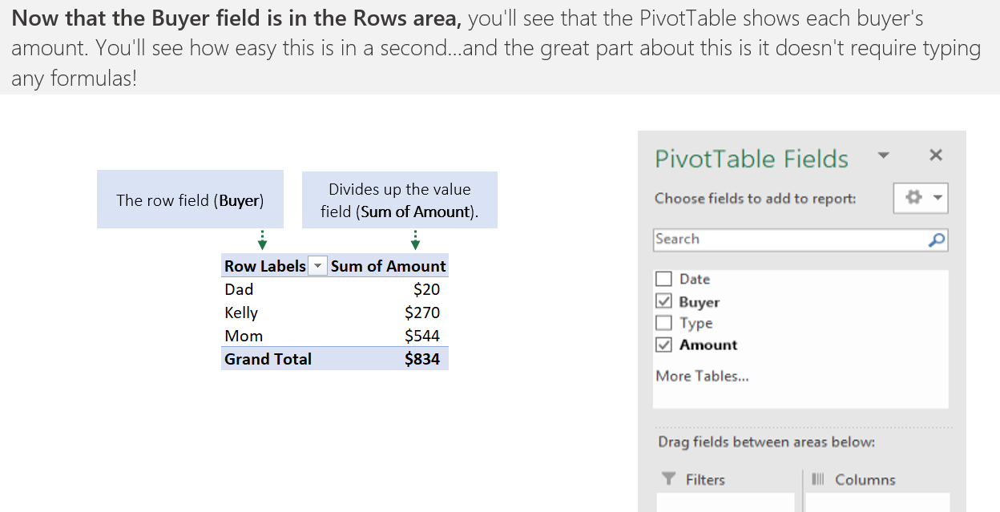 Now that the Buyer field is in the Rows area, you'll see that the PivotTable shows each buyer's
amount. You'll see how easy this is in a second...and the great part about this is it doesn't require typing
any formulas!
The row field (Buyer)
Divides up the value
field (Sum of Amount).
Row Labels Sum of Amount
Dad $20
Kelly $270
Mom $544
Grand Total $834
PivotTable Fields
Choose fields to add to report:
Search
Date
Buyer
Type
Amount
More Tables...
Drag fields between areas below:
Filters
Columns